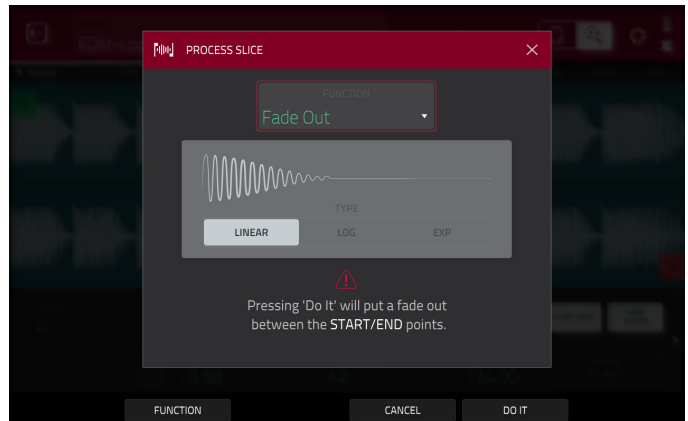 PROCESS SLICE
FUNCTION
Fade Out
TYPE
LINEAR LOG EXP
Pressing 'Do It' will put a fade out
between the START/END points.
FUNCTION CANCEL DO IT